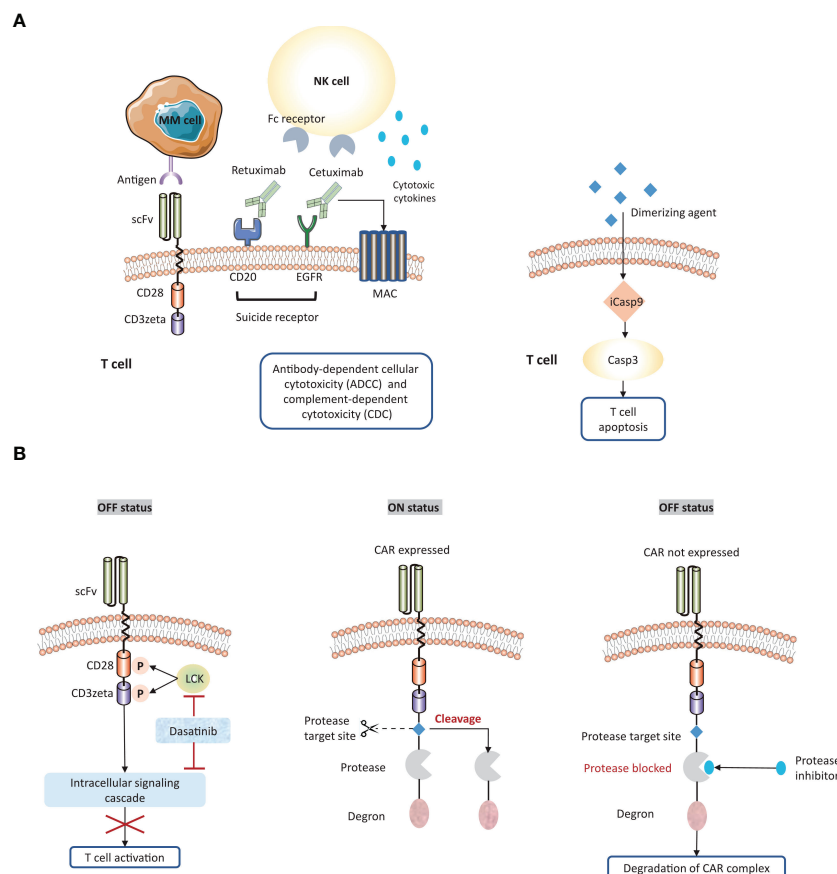 A
NK cell
MM cell
Fc receptor
Antigen
Retuximab
Cetuximab
Cytotoxic
cytokines
scFv
CD20
EGFR
MAC
CD28
CD3zeta
Suicide receptor
T cell
Antibody-dependent cellular
cytotoxicity (ADCC) and
complement-dependent
cytotoxicity (CDC)
Dimerizing agent
iCasp9
T cell
Casp3
T cell
apoptosis
B
OFF status
scFv
CD28
P
LCK
CD3zeta
P
Dasatinib
Intracellular signaling
cascade
T cell activation
ON status
CAR expressed
Protease
target site
Cleavage
Protease
Degron
OFF status
CAR not expressed
Protease target site
Protease blocked
Protease
inhibitor
Degron
Degradation of CAR complex